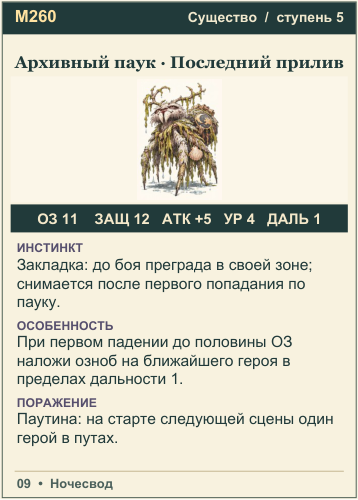 M260
Существо / ступень 5
Архивный паук · Последний прилив
ОЗ 11 ЗАЩ 12 АТК +5 УР 4 ДАЛЬ 1
ИНСТИНКТ
Закладка: до боя преграда в своей зоне;
снимается после первого попадания по
пауку.
ОСОБЕННОСТЬ
При первом падении до половины ОЗ
наложи озноб на ближайшего героя в
пределах дальности 1.
ПОРАЖЕНИЕ
Паутина: на старте следующей сцены один
герой в путах.
09 • Ночесвод